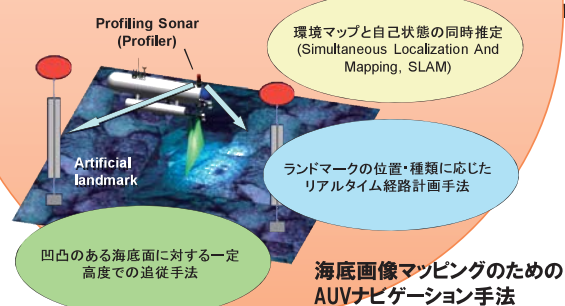 Profiling Sonar
(Profiler)
環境マップと自己状態の同時推定
(Simultaneous Localization And
Mapping, SLAM)
Artificial
landmark
ランドマークの位置・種類に応じた
リアルタイム経路計画手法
凹凸のある海底面に対する一定
高度での追従手法
海底画像マッピングのための
AUVナビゲーション手法